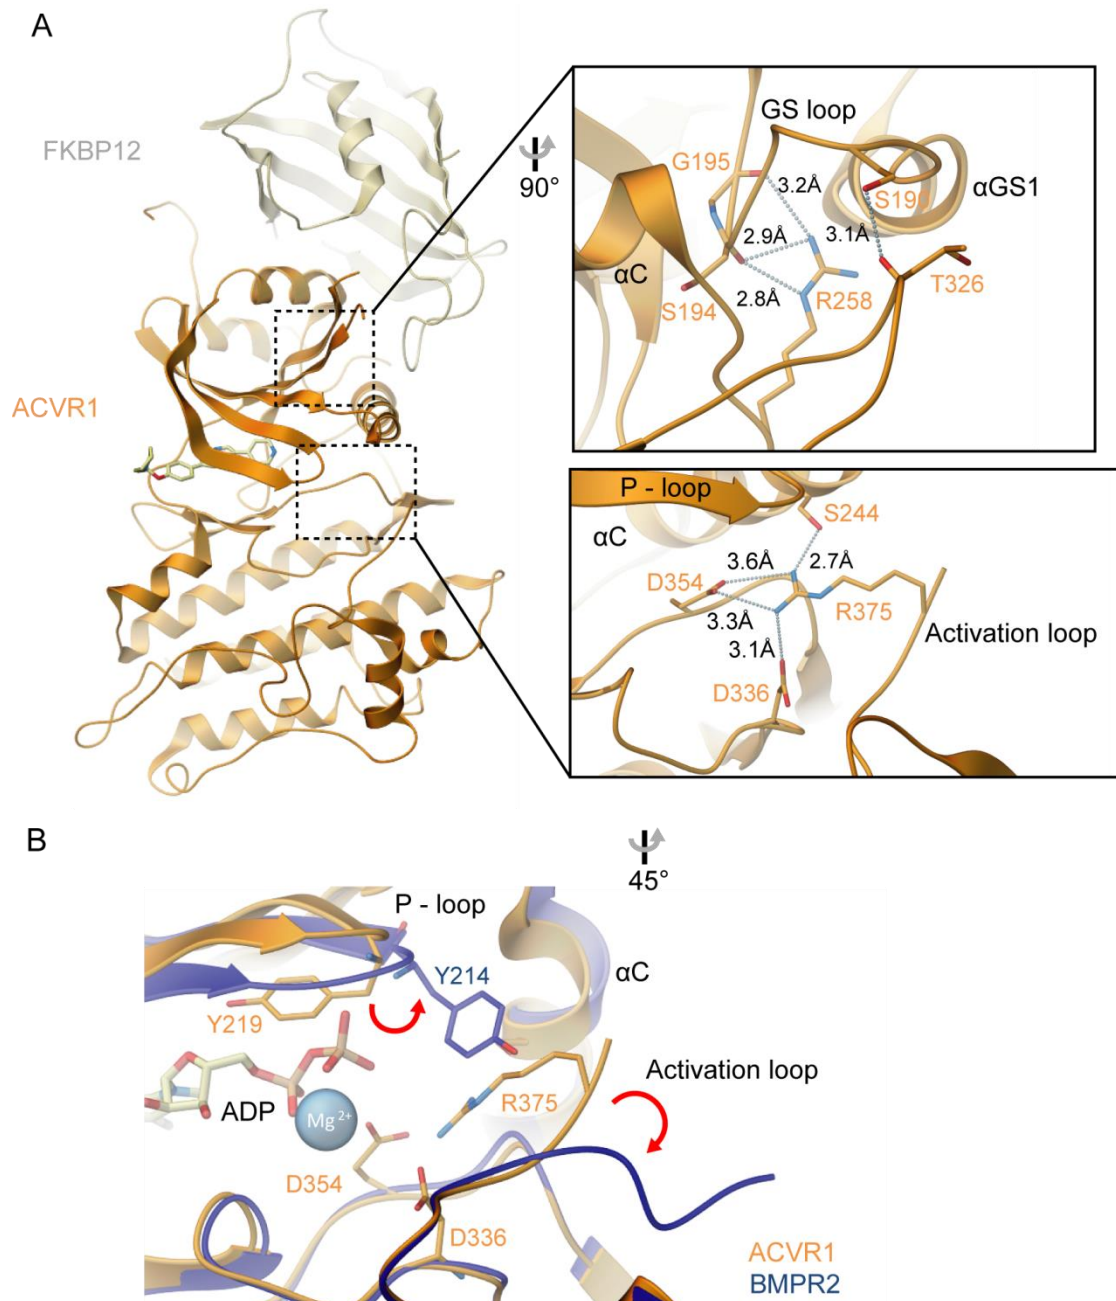 A
FKBP12
90°
ACVR1
GS loop
G195
3.2Å
αGS1
2.9Å
3.1Å
αC
T326
2.8Å
R258
S194
P - loop
S244
αC
3.6Å
2.7Å
D354
R375
3.3Å
Activation loop
3.1Å
D336
B
45°
P - loop
Y214
αC
Y219
Activation loop
R375
ADP
Mg2+
D354
D336
ACVR1
BMPR2